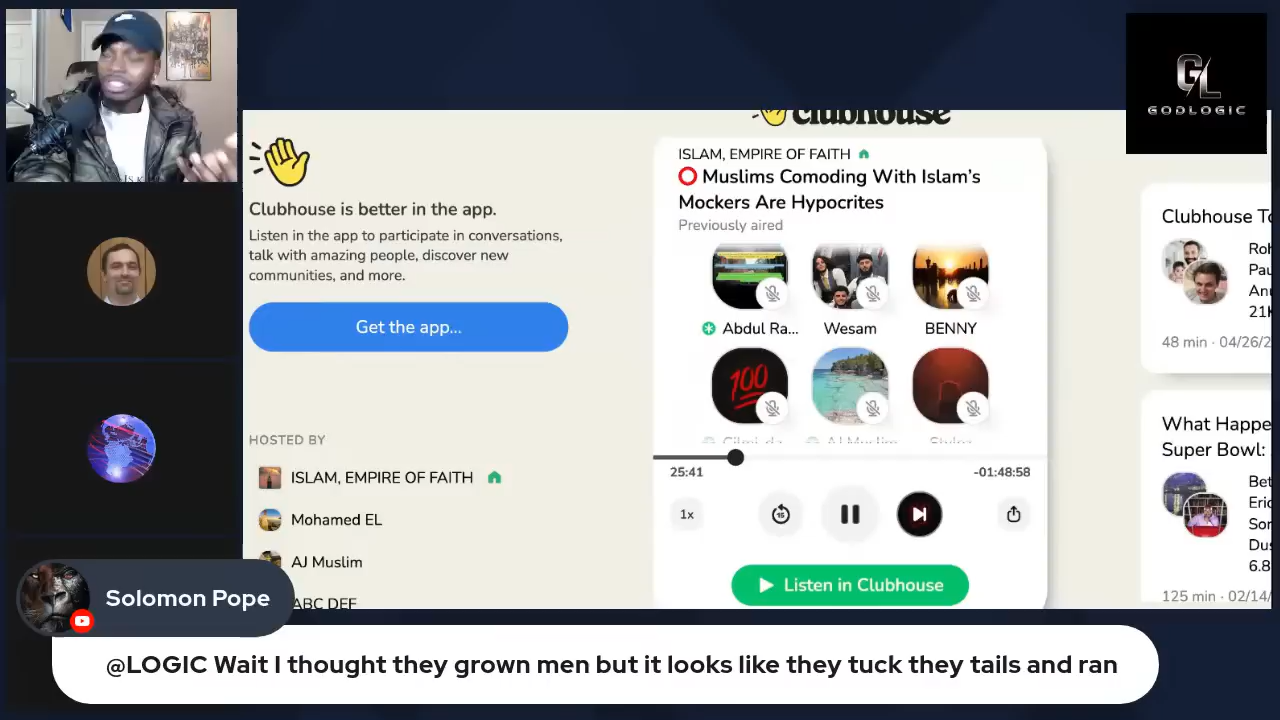 GL
GODLOGIC
clubhouse
Clubhouse is better in the app.
Listen in the app to participate in conversations,
talk with amazing people, discover new
communities, and more.
Get the app...
HOSTED BY
ISLAM, EMPIRE OF FAITH
Mohamed EL
AJ Muslim
ABC DEF
ISLAM, EMPIRE OF FAITH
Muslims Comoding With Islam's
Mockers Are Hypocrites
Previously aired
Abdul Ra...
Wesam
BENNY
100
AJ Muslim
25:41
-01:48:58
1x
15
Listen in Clubhouse
Clubhouse To
48 min · 04/26/2
What Happe
Super Bowl:
125 min · 02/14/
Solomon Pope
@LOGIC Wait I thought they grown men but it looks like they tuck they tails and ran